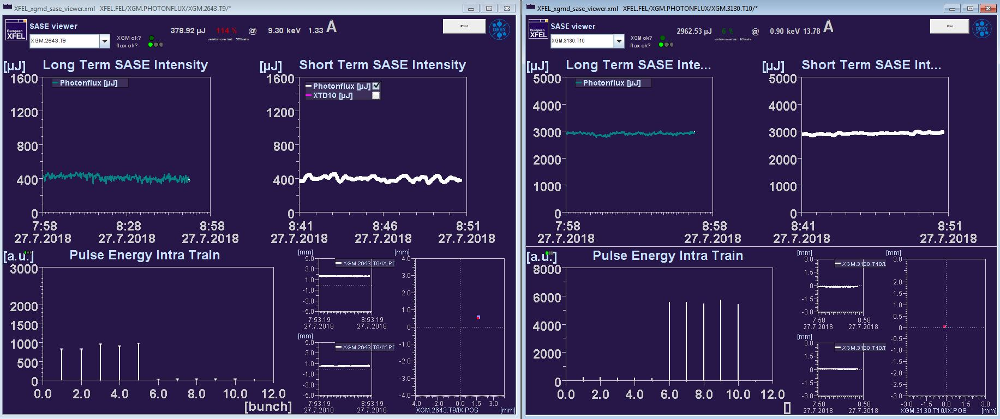 XFEL_xgmd_sase_viewer.xml XFEL.FEL/XGM.PHOTONFLUX/XGM.2643.T9/*
European
XFEL
SASE viewer
XGM.2643.T9
XGM ok?
flux ok?
378.92 µJ 114 % @ 9.30 keV 1.33 Å
variation over last 500trains
Print
DESY
[µJ] Long Term SASE Intensity
Photonflux [µJ]
1600
1200
800
400
0
7:58 8:28 8:58
27.7.2018 27.7.2018 27.7.2018
[µJ] Short Term SASE Intensity
Photonflux [µJ]
XTD10 [µJ]
1600
1200
800
400
0
8:41 8:46 8:51
27.7.2018 27.7.2018 27.7.2018
[a.u.] Pulse Energy Intra Train
3000
2000
1500
1000
500
0
0.0 2.0 4.0 6.0 8.0 10.0 12.0
[bunch]
[mm]
XGM.2643.T9/IX.PO
5.0
3.0
1.0
-1.0
-3.0
-5.0
7:53.19 8:53.19
27.7.2018 27.7.2018
[mm]
XGM.2643.T9/IY.PO
5.0
3.0
1.0
-1.0
-3.0
-5.0
7:53.19 8:53.19
27.7.2018 27.7.2018
[mm]
4.0
3.0
2.0
1.0
0
-1.0
-2.0
-3.0
-4.0
-4.0 -2.0 0.0 1.5 3.0
XGM.2643.T9/IX.POS [mm]
XFEL_xgmd_sase_viewer.xml XFEL.FEL/XGM.PHOTONFLUX/XGM.3130.T10/*
European
XFEL
SASE viewer
XGM.3130.T10
XGM ok?
flux ok?
2962.53 µJ 6 % @ 0.90 keV 13.78 Å
variation over last 500trains
Print
DESY
[µJ] Long Term SASE Inte...
Photonflux [µJ]
5000
4000
3000
2000
1000
0
7:58 8:58
27.7.2018 27.7.2018
[µJ] Short Term SASE Int...
5000
4000
3000
2000
1000
0
8:41 8:51
27.7.2018 27.7.2018
[a.u.] Pulse Energy Intra Train
8000
6000
4000
2000
0
0.0 2.0 4.0 6.0 8.0 10.0 12.0
[mm]
XGM.3130.T10/I
3.0
1.5
0
-1.5
-3.0
7:58 8:58
27.7.2018 27.7.2018
[mm]
XGM.3130.T10/I
3.0
1.5
0
-1.5
-3.0
7:58 8:58
27.7.2018 27.7.2018
[mm]
3.0
2.0
1.5
1.0
0.5
0
-0.5
-1.0
-1.5
-2.0
-3.0
-3.0 -1.5 0.0 1.5 3.0
XGM.3130.T10/IX.POS [mm]